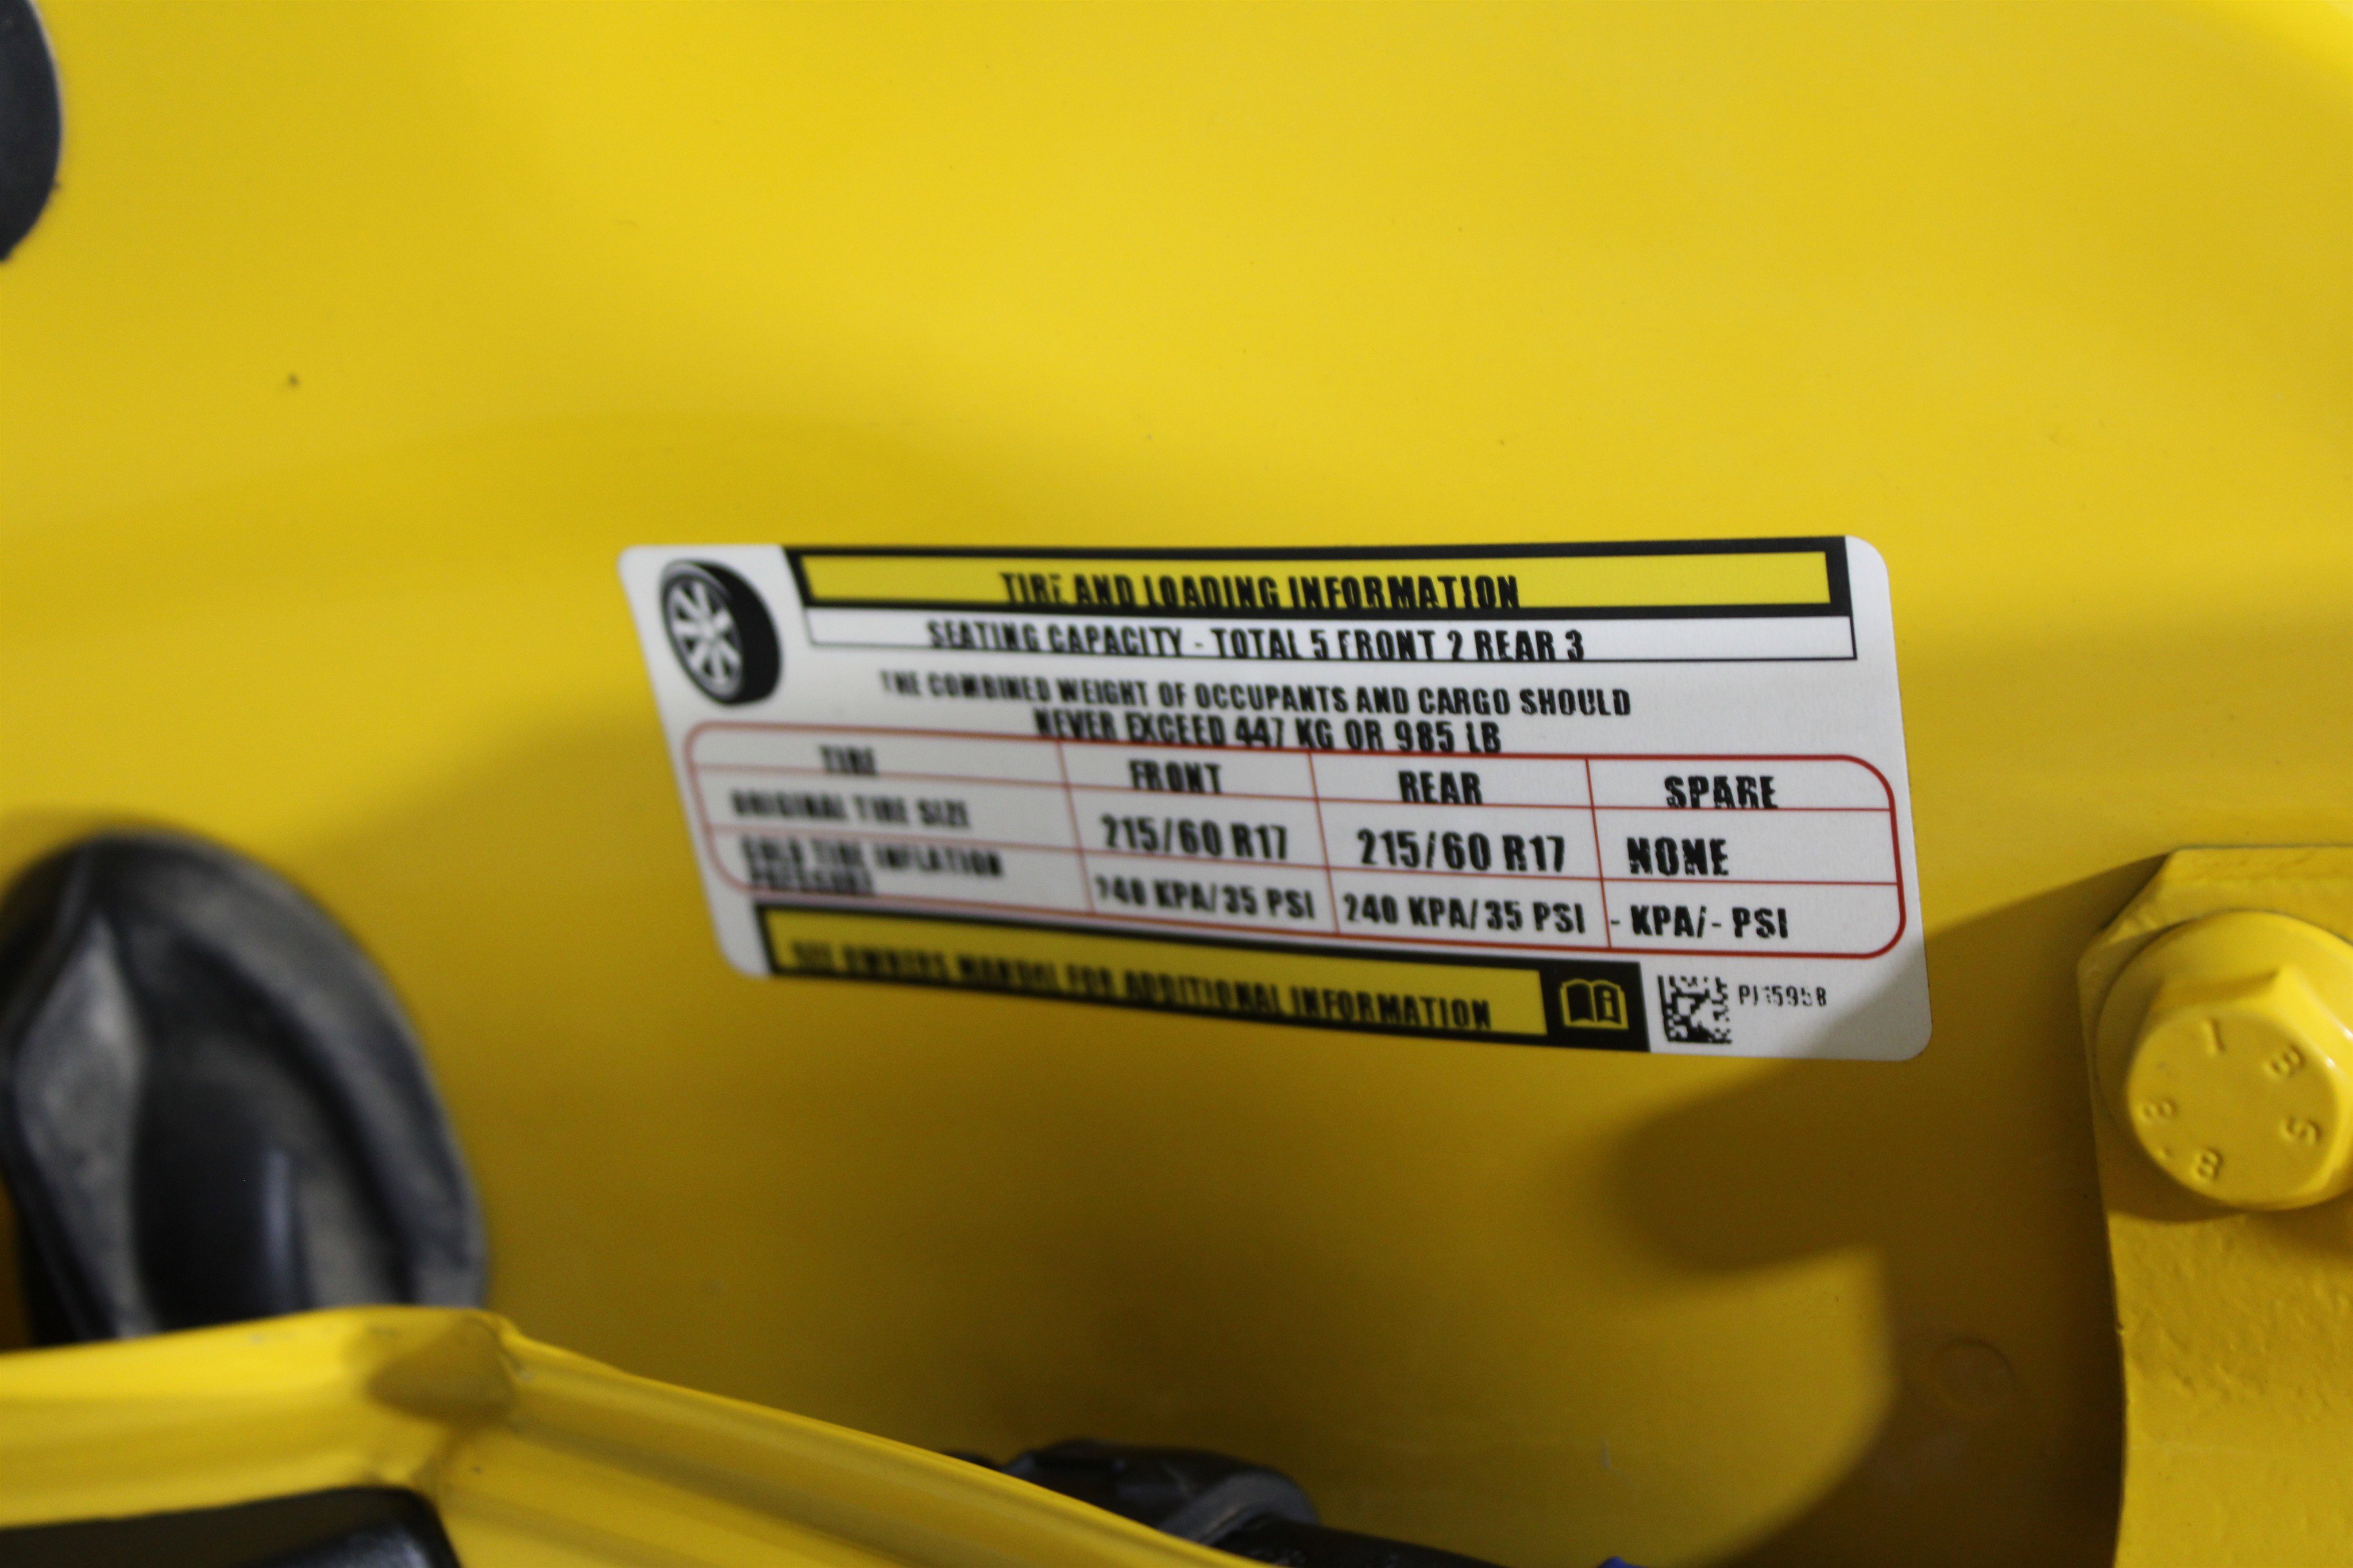 TIRE AND LOADING INFORMATION
SEATING CAPACITY - TOTAL 5 FRONT 2 REAR 3
THE COMBINED WEIGHT OF OCCUPANTS AND CARGO SHOULD
NEVER EXCEED 447 KG OR 985 LB
TIRE FRONT REAR SPARE
ORIGINAL TIRE SIZE 215/60 R17 215/60 R17 NONE
COLD TIRE INFLATION PRESSURE 240 KPA/35 PSI 240 KPA/35 PSI - KPA/- PSI
SEE OWNERS MANUAL FOR ADDITIONAL INFORMATION
8.8